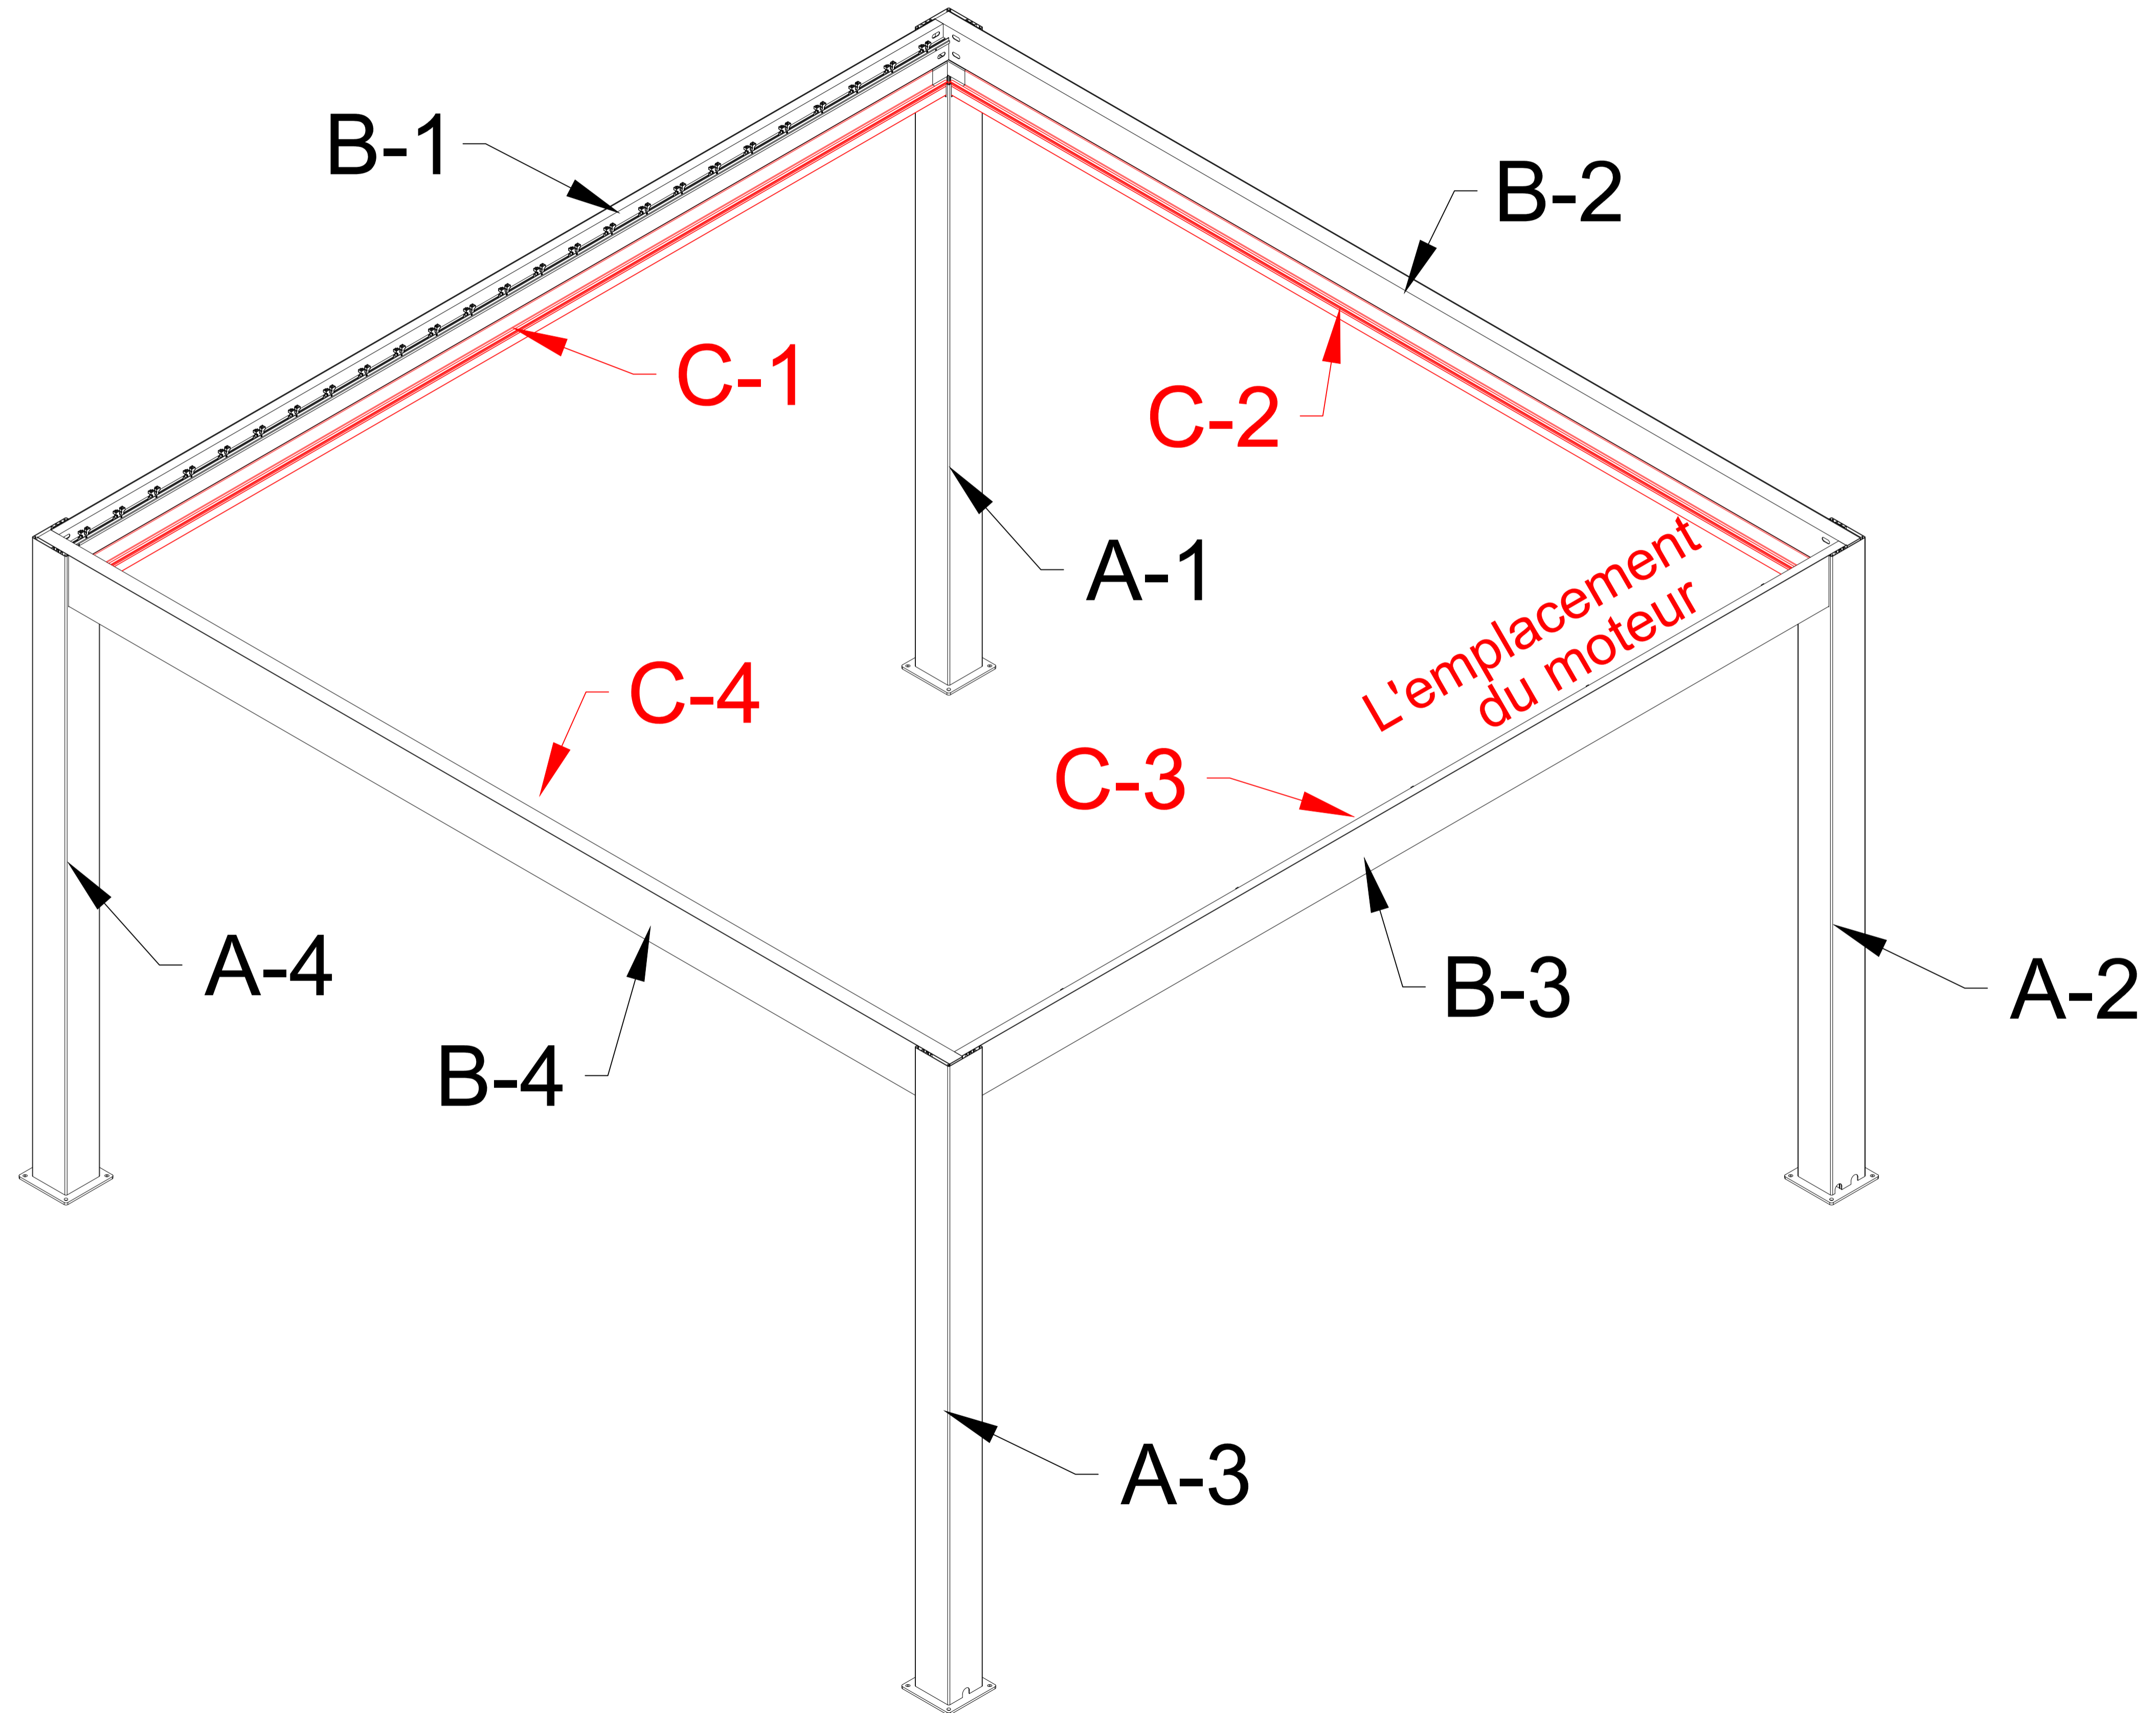 B-1
B-2
C-1
C-2
A-1
L'emplacement
du moteur
C-4
C-3
A-4
B-3
A-2
B-4
A-3